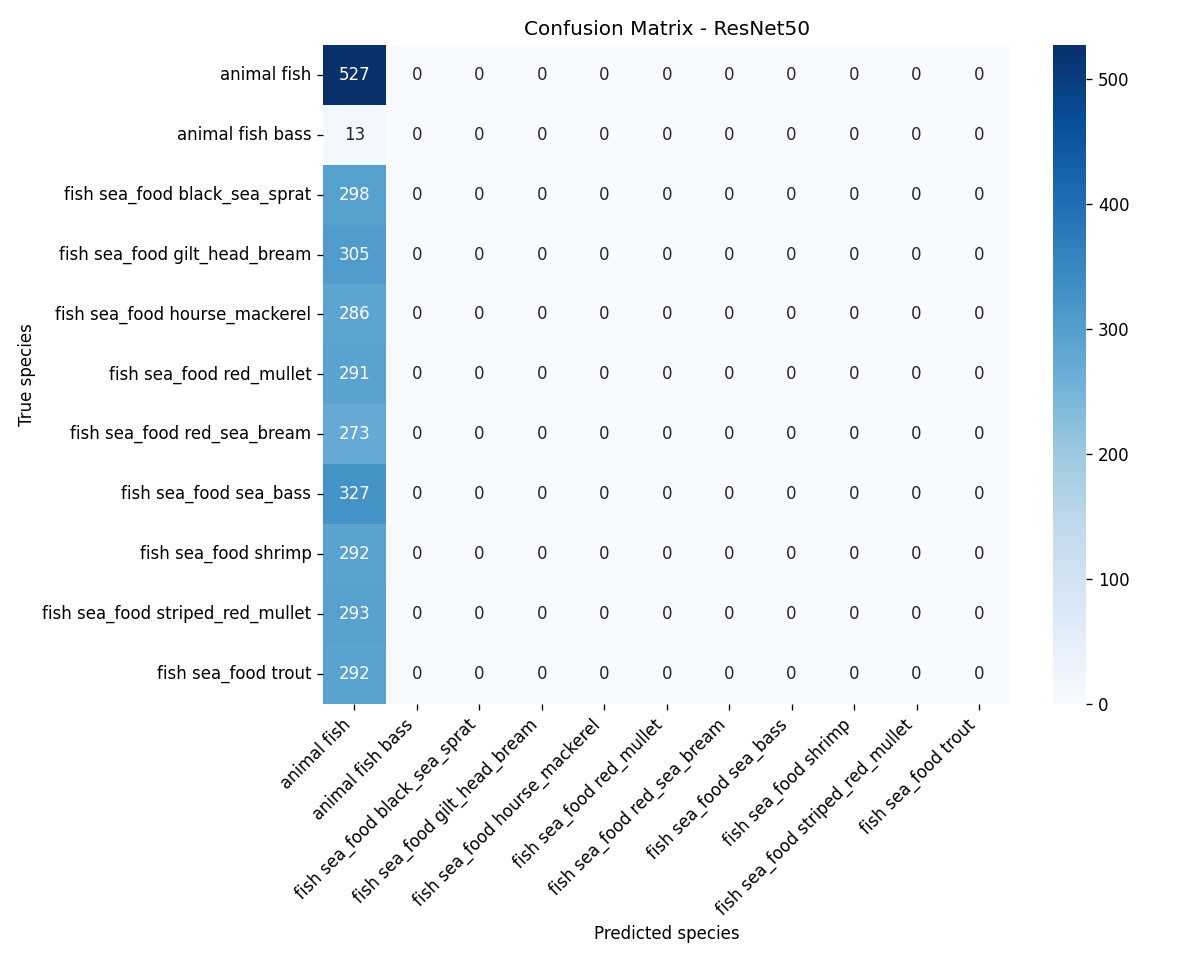 Confusion Matrix - ResNet50
animal fish 527 0 0 0 0 0 0 0 0 0 0
animal fish bass 13 0 0 0 0 0 0 0 0 0 0
fish sea_food black_sea_sprat 298 0 0 0 0 0 0 0 0 0 0
fish sea_food gilt_head_bream 305 0 0 0 0 0 0 0 0 0 0
fish sea_food hourse_mackerel 286 0 0 0 0 0 0 0 0 0 0
fish sea_food red_mullet 291 0 0 0 0 0 0 0 0 0 0
fish sea_food red_sea_bream 273 0 0 0 0 0 0 0 0 0 0
fish sea_food sea_bass 327 0 0 0 0 0 0 0 0 0 0
fish sea_food shrimp 292 0 0 0 0 0 0 0 0 0 0
fish sea_food striped_red_mullet 293 0 0 0 0 0 0 0 0 0 0
fish sea_food trout 292 0 0 0 0 0 0 0 0 0 0
True species
animal fish
animal fish bass
fish sea_food black_sea_sprat
fish sea_food gilt_head_bream
fish sea_food hourse_mackerel
fish sea_food red_mullet
fish sea_food red_sea_bream
fish sea_food sea_bass
fish sea_food shrimp
fish sea_food striped_red_mullet
fish sea_food trout
Predicted species
500
400
300
200
100
0